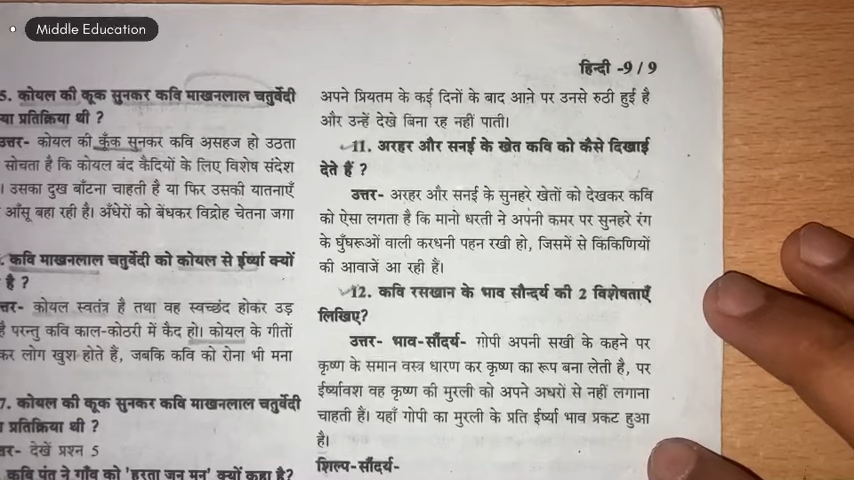 Middle Education
हिन्दी -9 / 9
5. कोयल की कूक सुनकर कवि माखनलाल चतुर्वेदी
या प्रतिक्रिया थी ?
उत्तर- कोयल की कूँक सुनकर कवि असहज हो उठता
सोचता है कि कोयल बंद कैदियों के लिए विशेष संदेश
। उसका दुख बाँटना चाहती है या फिर उसकी यातनाएँ
आँसू बहा रही है। अँधेरों को बेंधकर विद्रोह चेतना जगा
. कवि माखनलाल चतुर्वेदी को कोयल से ईर्ष्या क्यों
है ?
त्तर- कोयल स्वतंत्र है तथा वह स्वच्छंद होकर उड़
है परन्तु कवि काल-कोठरी में कैद हो। कोयल के गीतों
कर लोग खुश होते हैं, जबकि कवि को रोना भी मना
7. कोयल की कूक सुनकर कवि माखनलाल चतुर्वेदी
प्रतिक्रिया थी ?
तर- देखें प्रश्न 5
कवि पंत ने गाँव को 'हरता जन मन' क्यों कहा है?
अपने प्रियतम के कई दिनों के बाद आने पर उनसे रुठी हुई है
और उन्हें देखे बिना रह नहीं पाती।
11. अरहर और सनई के खेत कवि को कैसे दिखाई
देते हैं ?
उत्तर- अरहर और सनई के सुनहरे खेतों को देखकर कवि
को ऐसा लगता है कि मानो धरती ने अपनी कमर पर सुनहरे रंग
के घुँघरूओं वाली करधनी पहन रखी हो, जिसमें से किंकिणियों
की आवाजें आ रही हैं।
12. कवि रसखान के भाव सौन्दर्य की 2 विशेषताएँ
लिखिए?
उत्तर- भाव-सौंदर्य- गोपी अपनी सखी के कहने पर
कृष्ण के समान वस्त्र धारण कर कृष्ण का रूप बना लेती है, पर
ईर्ष्यावश वह कृष्ण की मुरली को अपने अधरों से नहीं लगाना
चाहती हैं। यहाँ गोपी का मुरली के प्रति ईर्ष्या भाव प्रकट हुआ
है।
शिल्प-सौंदर्य-